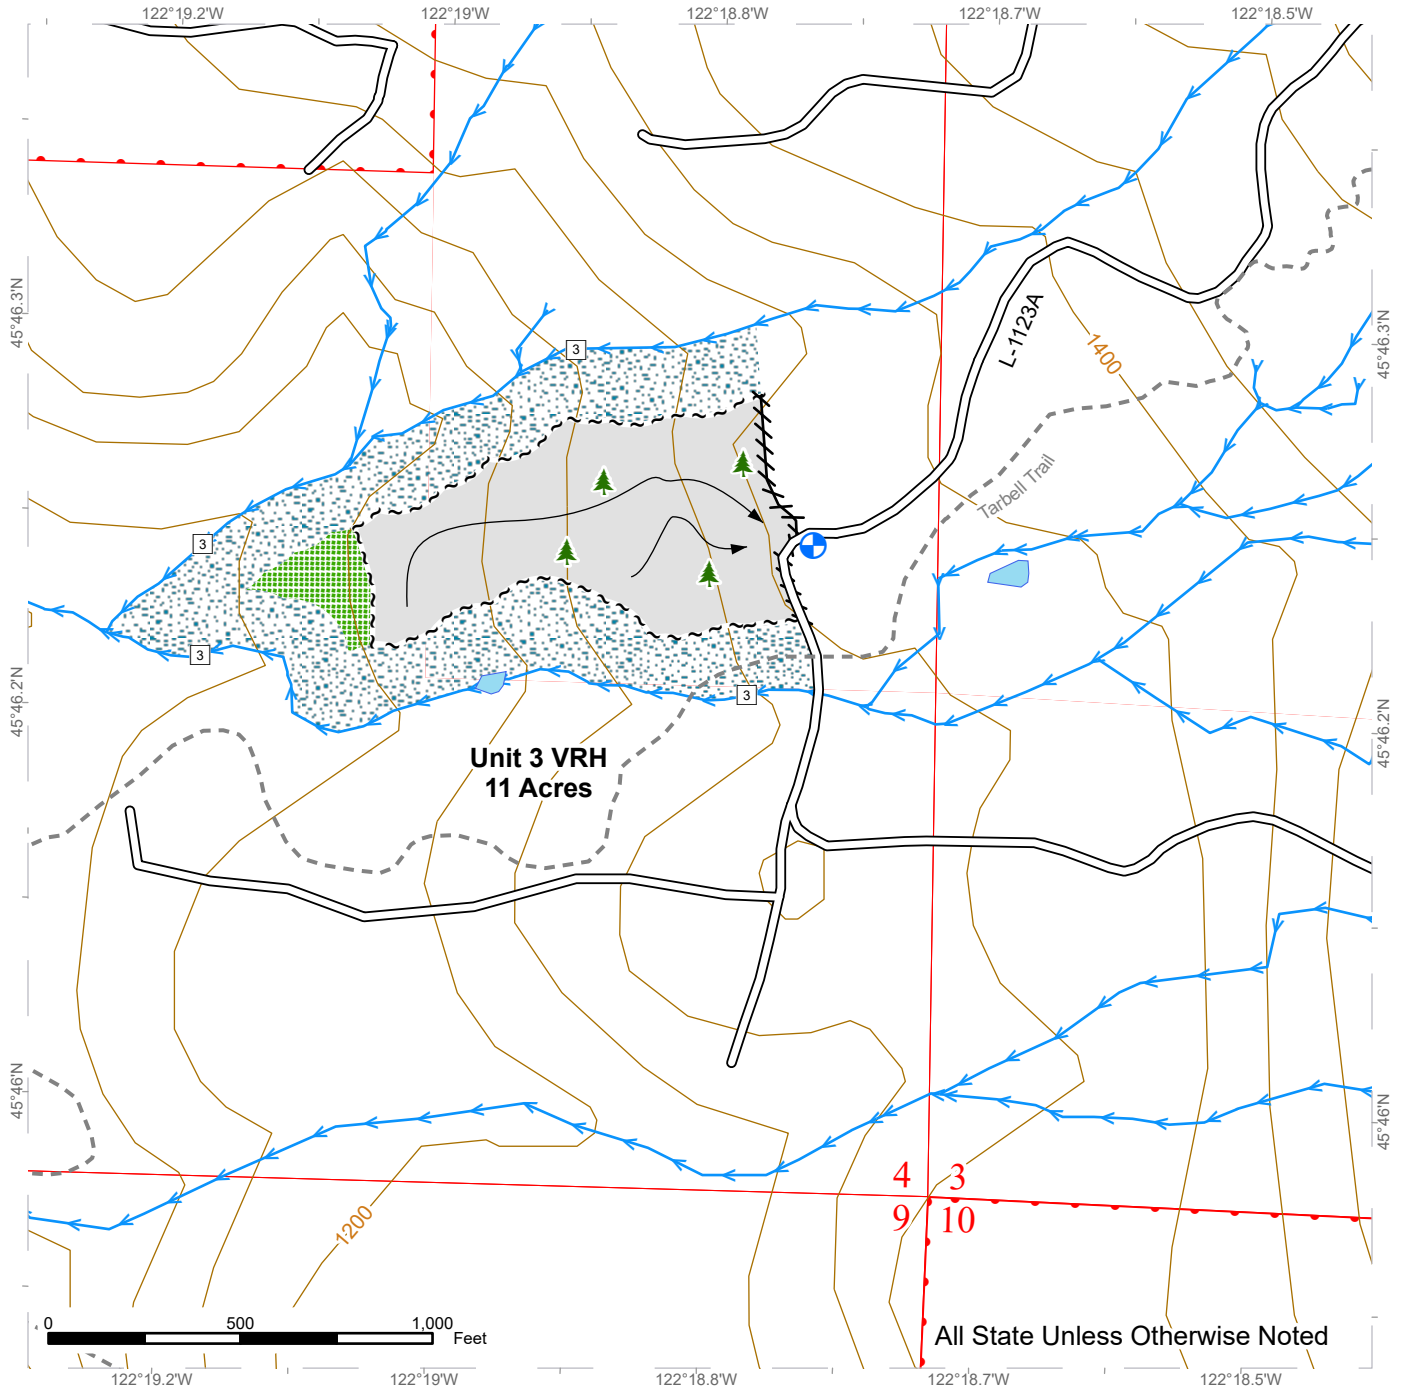 122°19.2'W
122°19'W
122°18.8'W
122°18.7'W
122°18.5'W
45°46.3'N
45°46.3'N
3
L-1123A
1400
Tarbell Trail
3
3
3
45°46.2'N
45°46.2'N
Unit 3 VRH
11 Acres
45°46'N
45°46'N
4 3
9 10
1200
0 500 1,000
Feet
All State Unless Otherwise Noted
122°19.2'W
122°19'W
122°18.8'W
122°18.7'W
122°18.5'W